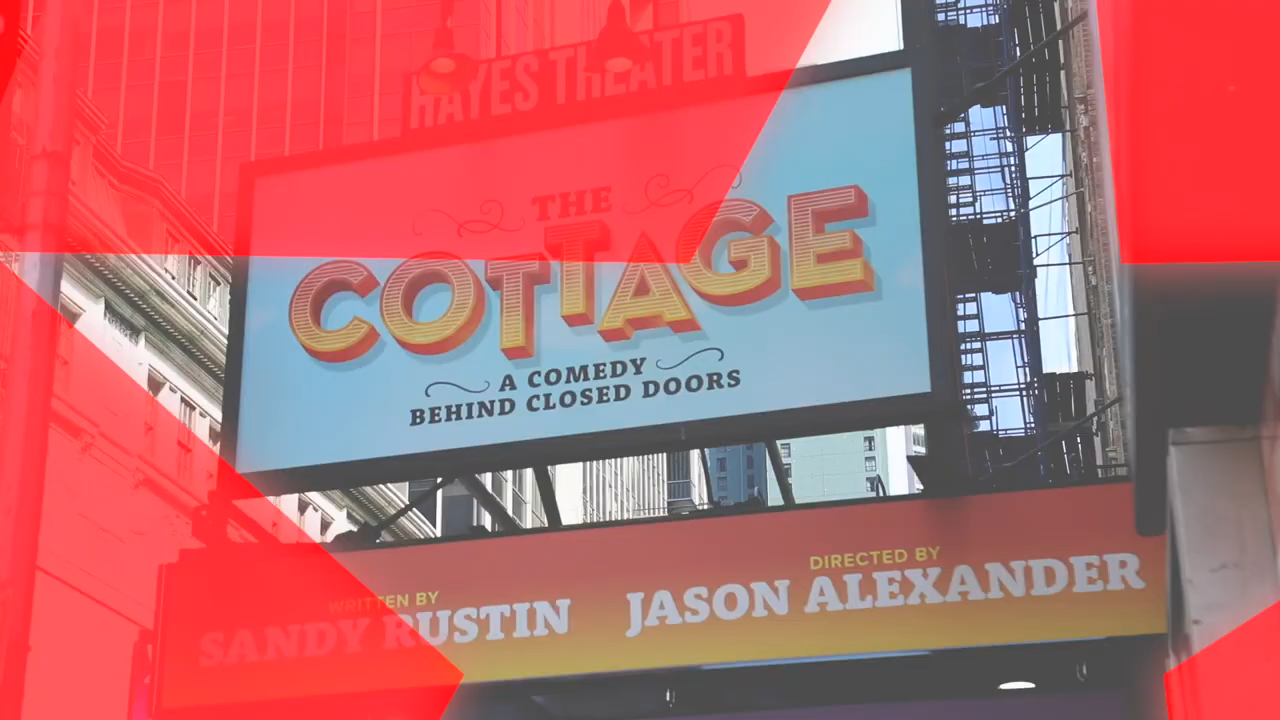 HAYES THEATER
THE
COTTAGE
A COMEDY
BEHIND CLOSED DOORS
WRITTEN BY
SANDY RUSTIN
DIRECTED BY
JASON ALEXANDER